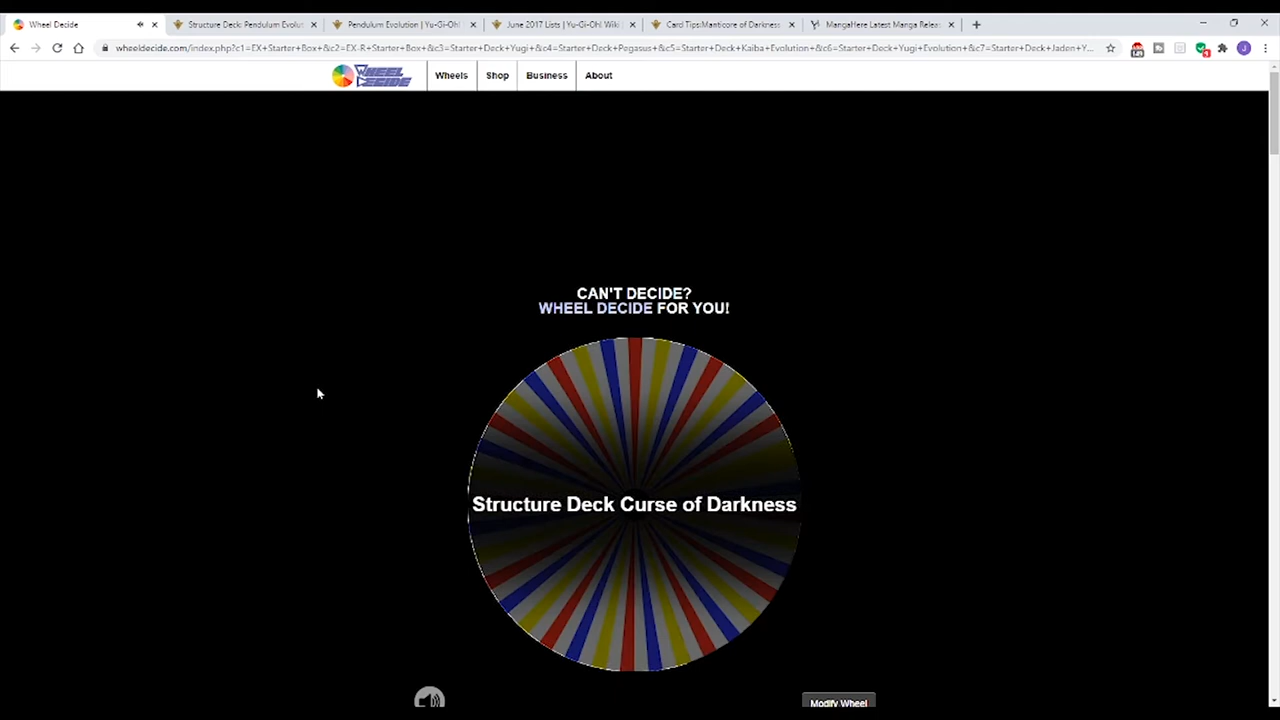 Wheel Decide
Structure Deck: Pendulum Evolut
Pendulum Evolution | Yu-Gi-Oh!
June 2017 Lists | Yu-Gi-Oh! Wiki
Card Tips:Manticore of Darkness
MangaHere Latest Manga Relea
wheeldecide.com/index.php?c1=EX+Starter+Box+&c2=EX-R+Starter+Box+&c3=Starter+Deck+Yugi+&c4=Starter+Deck+Pegasus+&c5=Starter+Deck+Kaiba+Evolution+&c6=Starter+Deck+Yugi+Evolution+&c7=Starter+Deck+Jaden+Y...
WHEEL DECIDE
Wheels
Shop
Business
About
CAN'T DECIDE?
WHEEL DECIDE FOR YOU!
Structure Deck Curse of Darkness
Modify Wheel